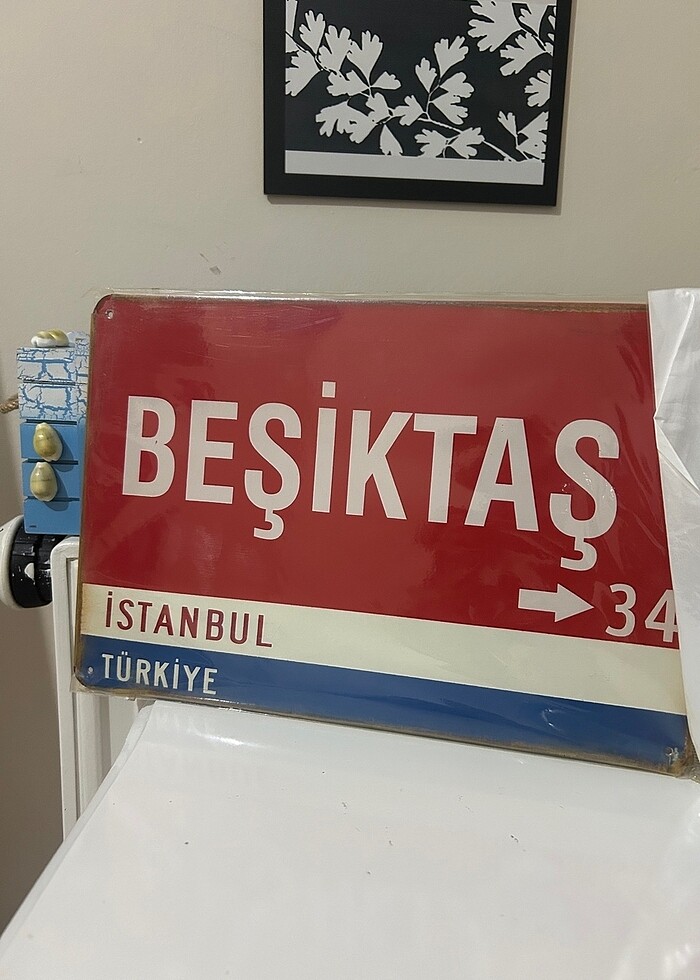 BEŞİKTAŞ
34
İSTANBUL
TÜRKİYE